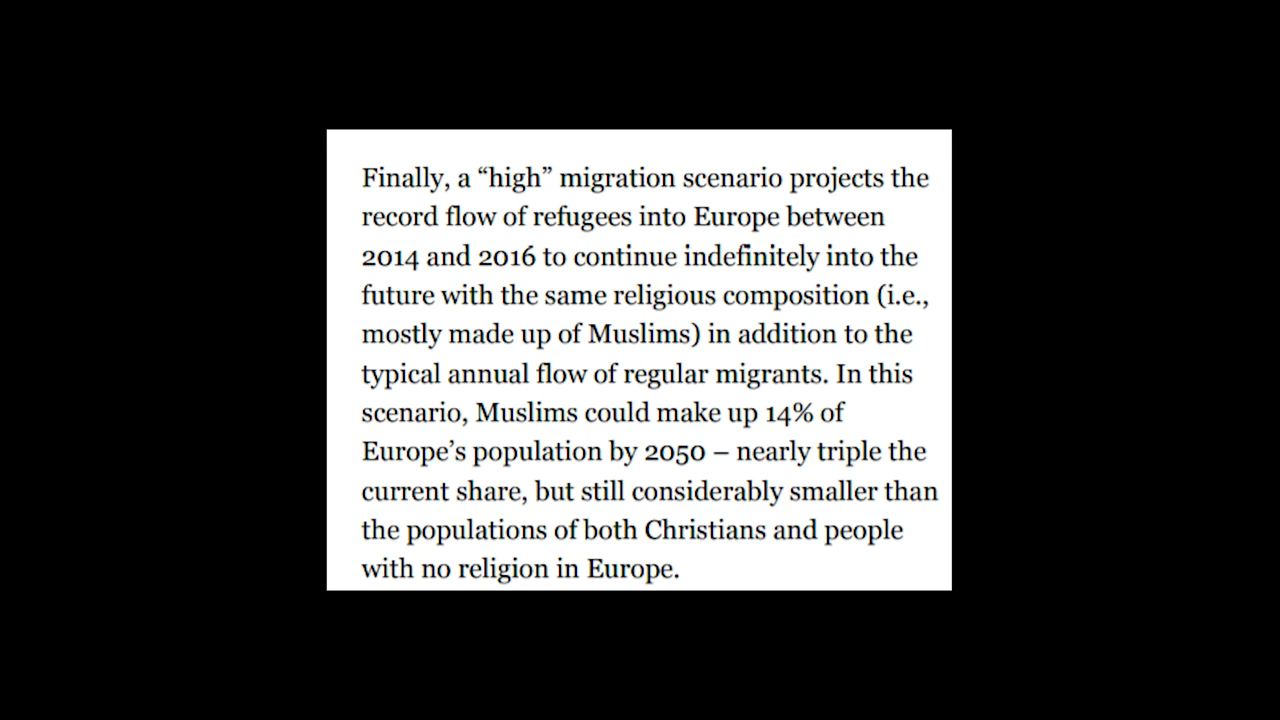 Finally, a “high” migration scenario projects the
record flow of refugees into Europe between
2014 and 2016 to continue indefinitely into the
future with the same religious composition (i.e.,
mostly made up of Muslims) in addition to the
typical annual flow of regular migrants. In this
scenario, Muslims could make up 14% of
Europe’s population by 2050 – nearly triple the
current share, but still considerably smaller than
the populations of both Christians and people
with no religion in Europe.